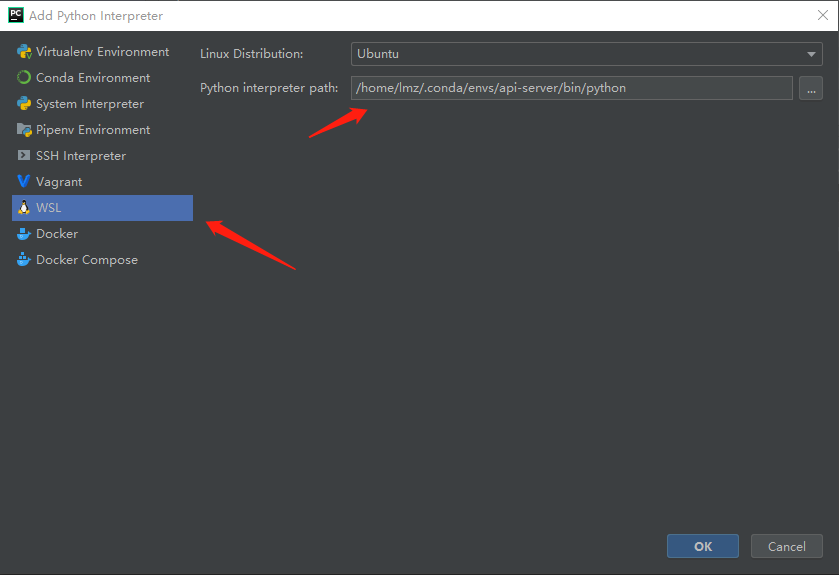 PC Add Python Interpreter
Virtualenv Environment
Conda Environment
System Interpreter
Pipenv Environment
SSH Interpreter
Vagrant
WSL
Docker
Docker Compose
Linux Distribution: Ubuntu
Python interpreter path: /home/lmz/.conda/envs/api-server/bin/python ...
OK Cancel